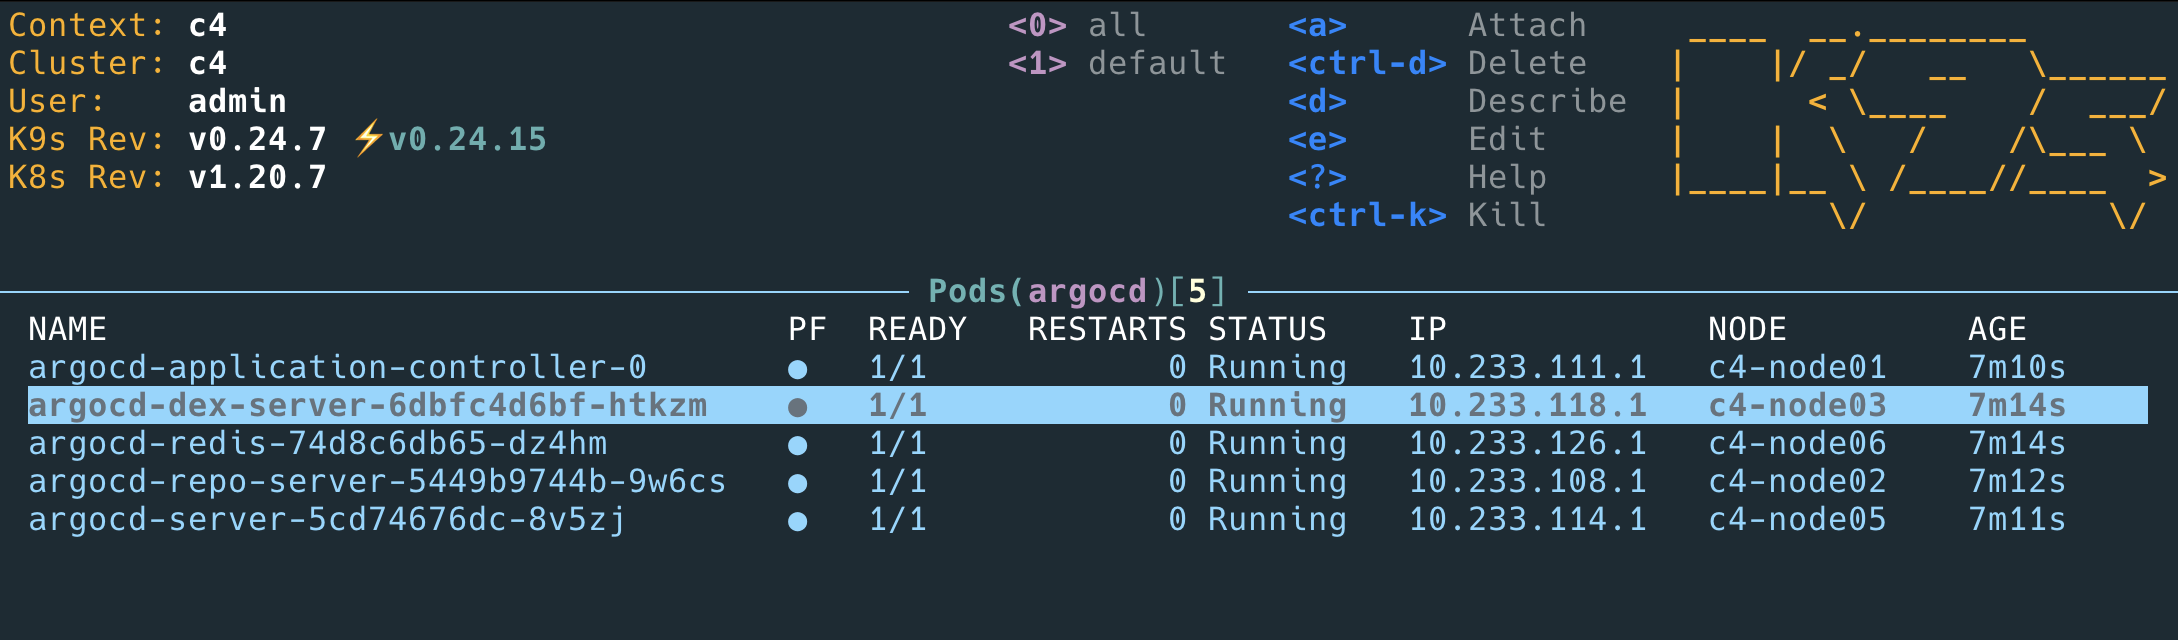 Context: c4 <0> all <a> Attach
Cluster: c4 <1> default <ctrl-d> Delete
User: admin <d> Describe
K9s Rev: v0.24.7 ⚡v0.24.15 <e> Edit
K8s Rev: v1.20.7 <?> Help
<ctrl-k> Kill
Pods(argocd)[5]
NAME PF READY RESTARTS STATUS IP NODE AGE
argocd-application-controller-0 ● 1/1 0 Running 10.233.111.1 c4-node01 7m10s
argocd-dex-server-6dbfc4d6bf-htkzm ● 1/1 0 Running 10.233.118.1 c4-node03 7m14s
argocd-redis-74d8c6db65-dz4hm ● 1/1 0 Running 10.233.126.1 c4-node06 7m14s
argocd-repo-server-5449b9744b-9w6cs ● 1/1 0 Running 10.233.108.1 c4-node02 7m12s
argocd-server-5cd74676dc-8v5zj ● 1/1 0 Running 10.233.114.1 c4-node05 7m11s